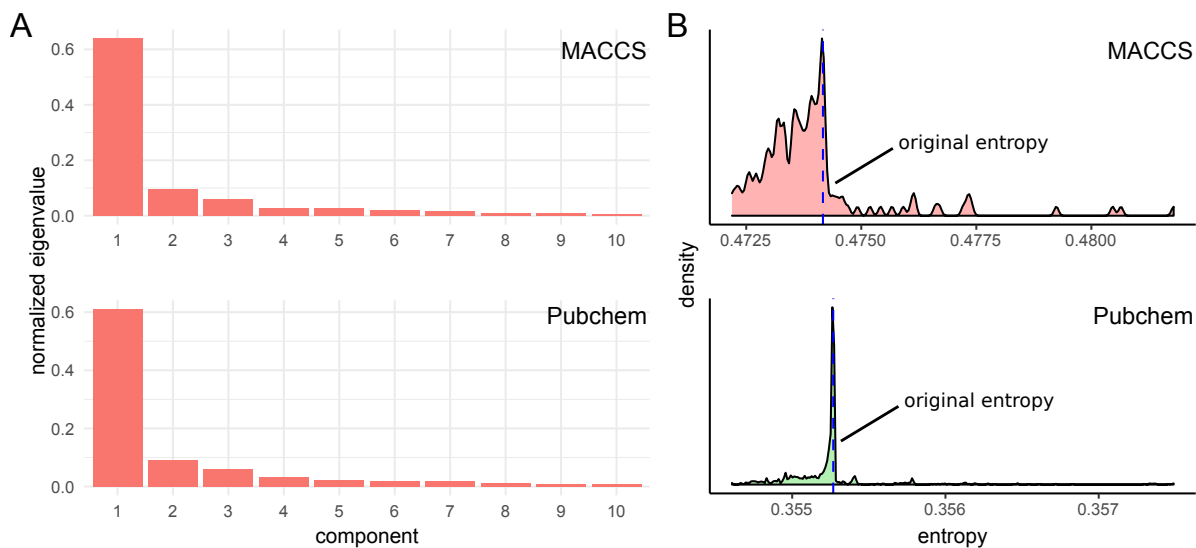 A
MACCS
0.6
0.4
0.2
0.0
1 2 3 4 5 6 7 8 9 10
Pubchem
0.6
0.4
0.2
0.0
1 2 3 4 5 6 7 8 9 10
normalized eigenvalue
component
B
MACCS
original entropy
0.4725 0.4750 0.4775 0.4800
density
Pubchem
original entropy
0.355 0.356 0.357
entropy